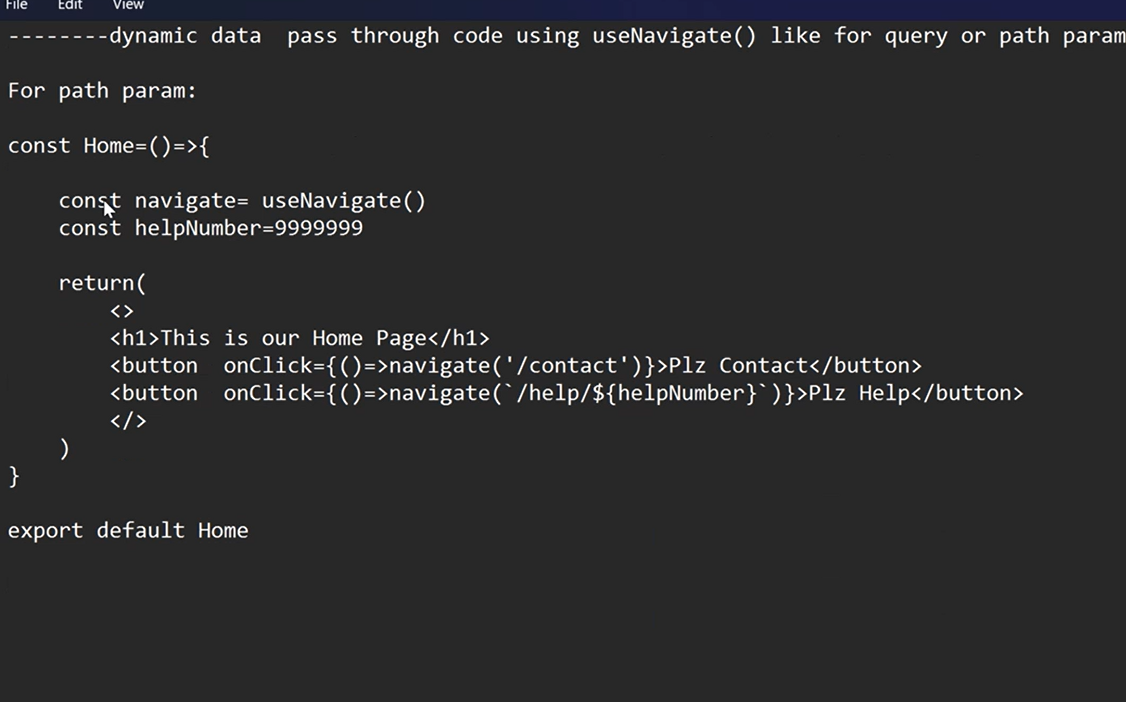 File Edit View
--------dynamic data  pass through code using useNavigate() like for query or path param
For path param:
const Home=()=>{
    const navigate= useNavigate()
    const helpNumber=9999999
    return(
        <>
        <h1>This is our Home Page</h1>
        <button  onClick={()=>navigate('/contact')}>Plz Contact</button>
        <button  onClick={()=>navigate(`/help/${helpNumber}`)}>Plz Help</button>
        </>
    )
}
export default Home